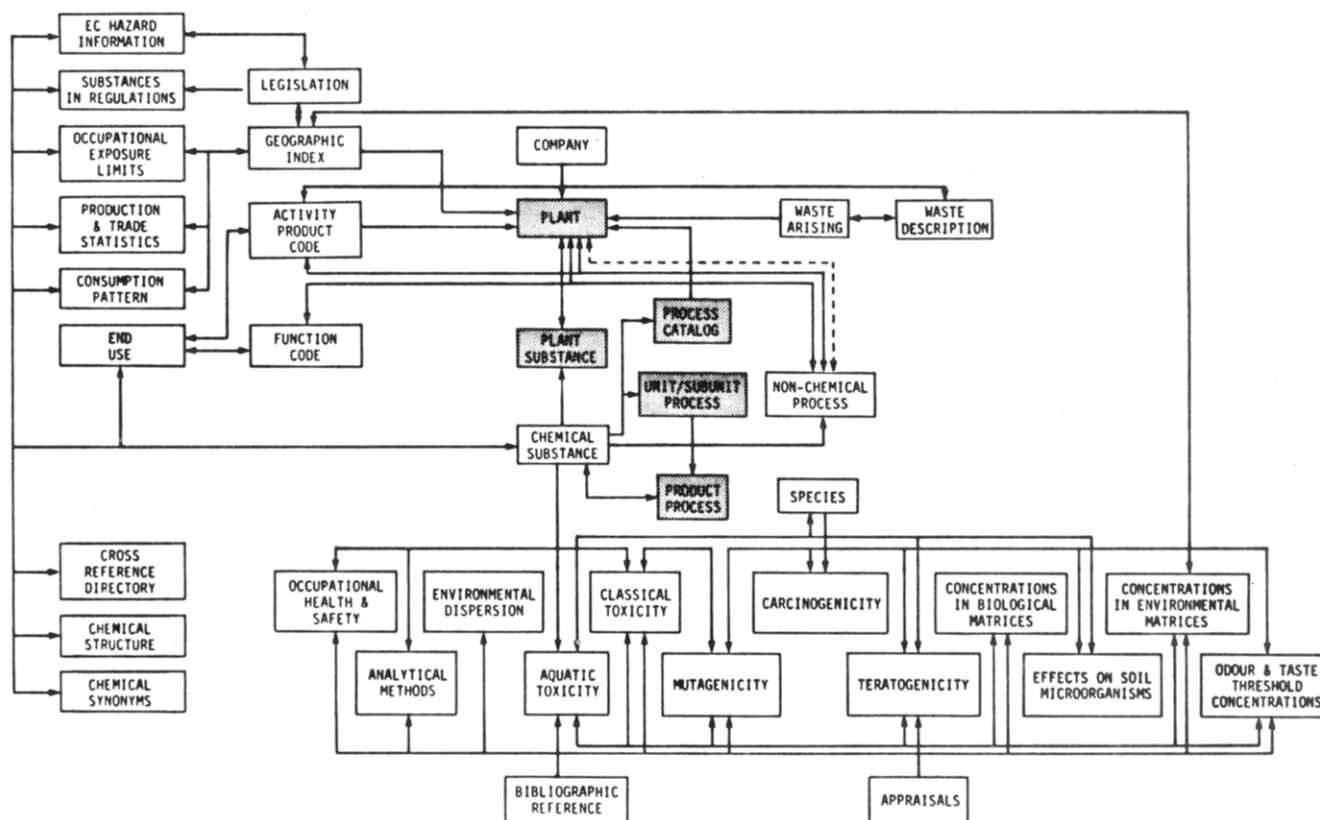 EC HAZARD
INFORMATION
SUBSTANCES
IN REGULATIONS
LEGISLATION
OCCUPATIONAL
EXPOSURE
LIMITS
GEOGRAPHIC
INDEX
COMPANY
PRODUCTION
& TRADE
STATISTICS
ACTIVITY
PRODUCT
CODE
PLANT
WASTE
ARISING
WASTE
DESCRIPTION
CONSUMPTION
PATTERN
END
USE
FUNCTION
CODE
PLANT
SUBSTANCE
PROCESS
CATALOG
UNIT/SUBUNIT
PROCESS
NON-CHEMICAL
PROCESS
CHEMICAL
SUBSTANCE
PRODUCT
PROCESS
SPECIES
CROSS
REFERENCE
DIRECTORY
CHEMICAL
STRUCTURE
CHEMICAL
SYNONYMS
OCCUPATIONAL
HEALTH &
SAFETY
ENVIRONMENTAL
DISPERSION
CLASSICAL
TOXICITY
CARCINOGENICITY
CONCENTRATIONS
IN BIOLOGICAL
MATRICES
CONCENTRATIONS
IN ENVIRONMENTAL
MATRICES
ANALYTICAL
METHODS
AQUATIC
TOXICITY
MUTAGENICITY
TERATOGENICITY
EFFECTS ON SOIL
MICROORGANISMS
ODOUR & TASTE
THRESHOLD
CONCENTRATIONS
BIBLIOGRAPHIC
REFERENCE
APPRAISALS